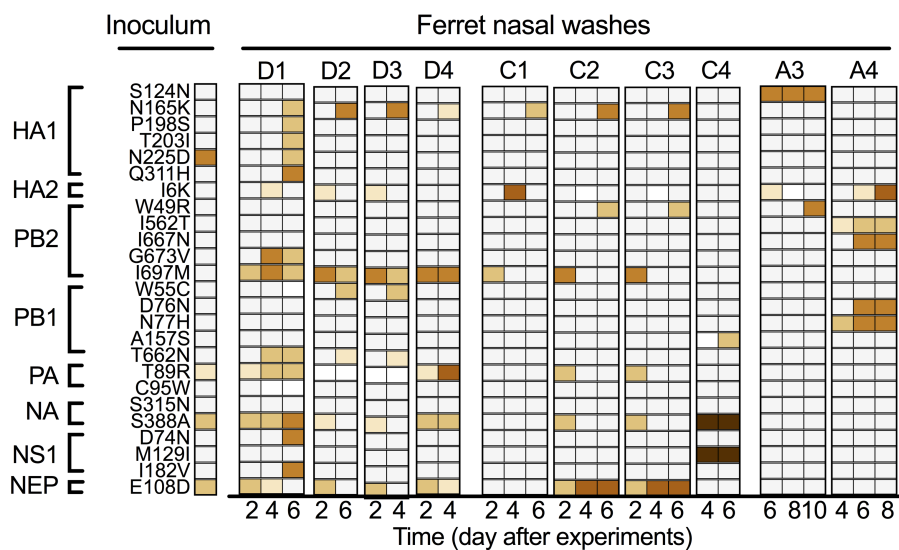 Inoculum Ferret nasal washes
D1 D2 D3 D4 C1 C2 C3 C4 A3 A4
HA1
S124N
N165K
P198S
T203I
N225D
Q311H
HA2
I6K
PB2
W49R
I562T
I667N
G673V
I697M
PB1
W55C
D76N
N77H
A157S
T662N
PA
T89R
C95W
NA
S315N
S388A
NS1
D74N
M129I
I182V
NEP
E108D
2 4 6 2 6 2 4 2 4 2 4 6 2 4 6 2 4 6 4 6 6 8 10 4 6 8
Time (day after experiments)